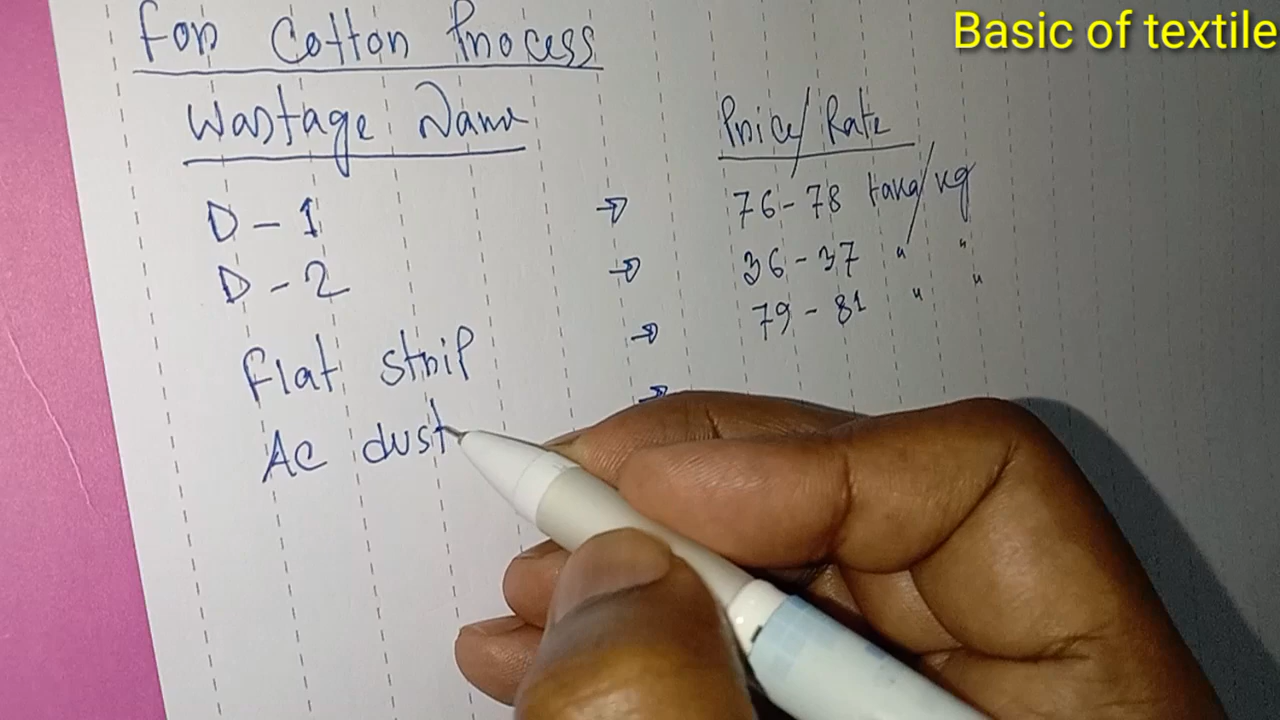 Basic of textile
For Cotton Process
Wastage Name Price/Rate
D-1 → 76-78 taka/kg
D-2 → 36-37 " "
Flat strip → 79-81 " "
Ac dust →